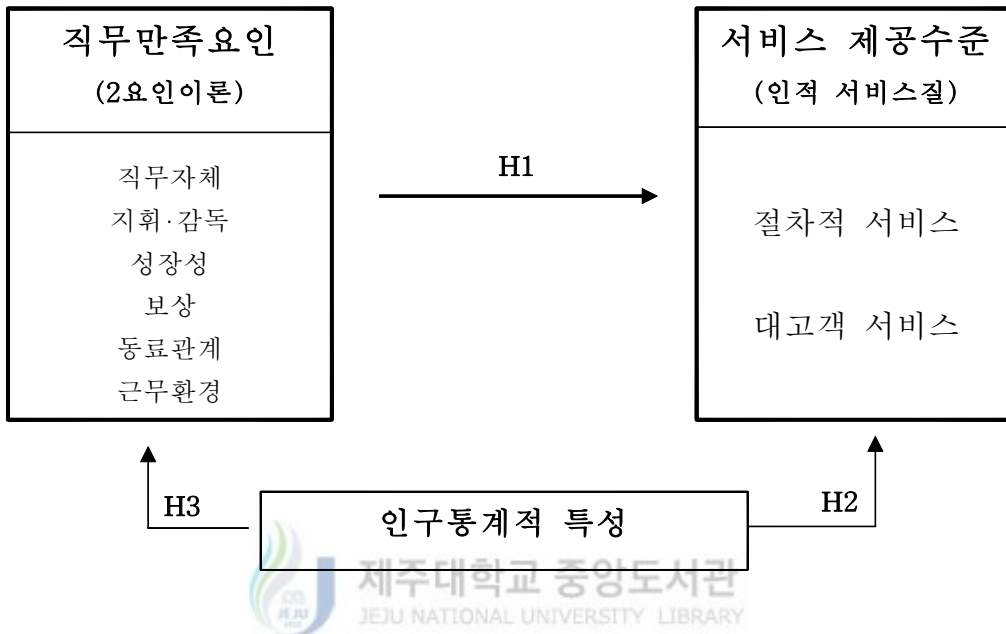 직무만족요인
(2요인이론)
직무자체
지휘·감독
성장성
보상
동료관계
근무환경
H1
서비스 제공수준
(인적 서비스질)
절차적 서비스
대고객 서비스
H3
인구통계적 특성
H2
제주대학교 중앙도서관
JEJU NATIONAL UNIVERSITY LIBRARY